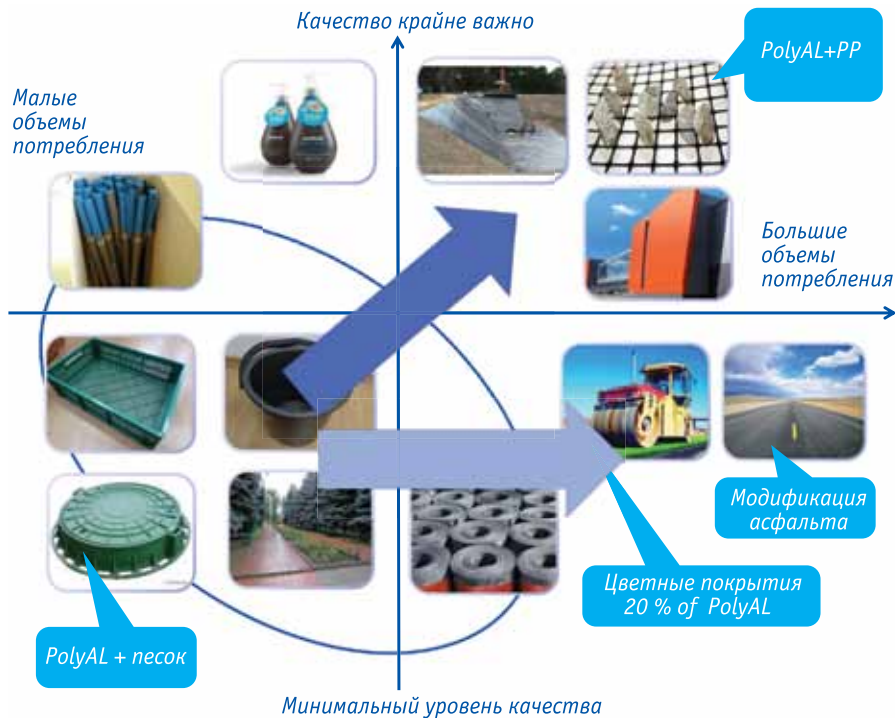 Качество крайне важно
PolyAL+PP
Малые
объемы
потребления
Большие
объемы
потребления
Модификация
асфальта
Цветные покрытия
20 % of PolyAL
PolyAL + песок
Минимальный уровень качества